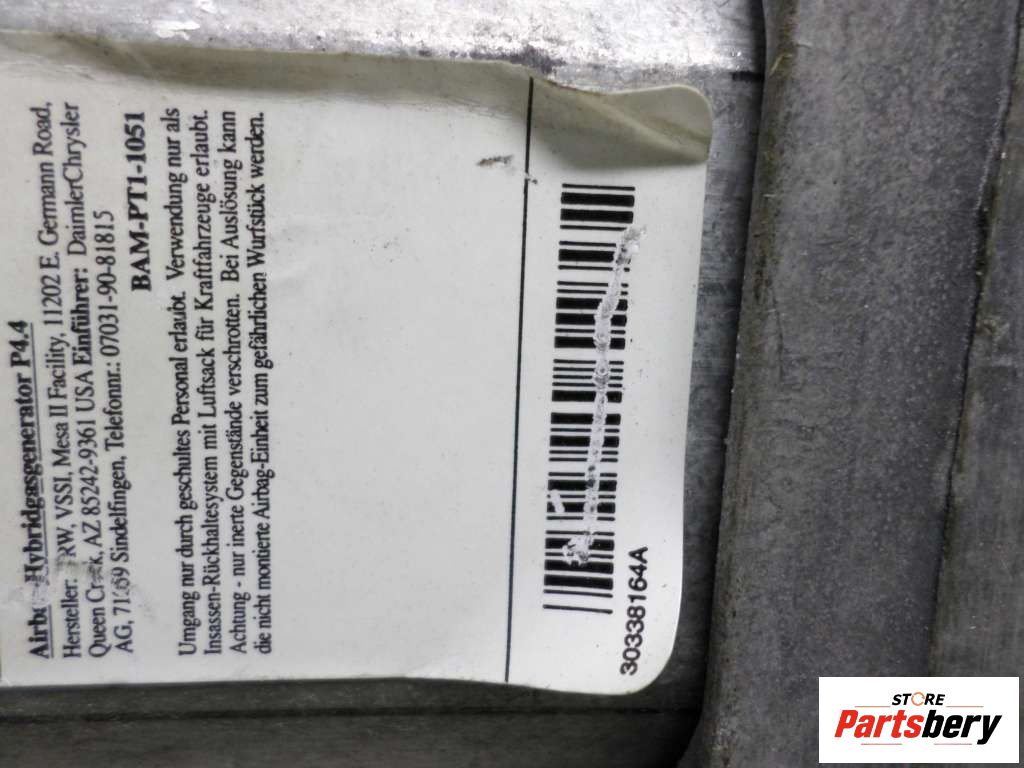 Airbag-Hybridgasgenerator P4.4
Hersteller: TRW, VSSI, Mesa II Facility, 11202 E. Germann Road,
Queen Creek, AZ 85242-9361 USA Einführer: DaimlerChrysler
AG, 71059 Sindelfingen, Telefonnr.: 07031-90-81815
BAM-PT1-1051
Umgang nur durch geschultes Personal erlaubt. Verwendung nur als
Insassen-Rückhaltesystem mit Luftsack für Kraftfahrzeuge erlaubt.
Achtung - nur inerte Gegenstände verschrotten. Bei Auslösung kann
die nicht montierte Airbag-Einheit zum gefährlichen Wurfstück werden.
30338164A
STORE
Partsbery